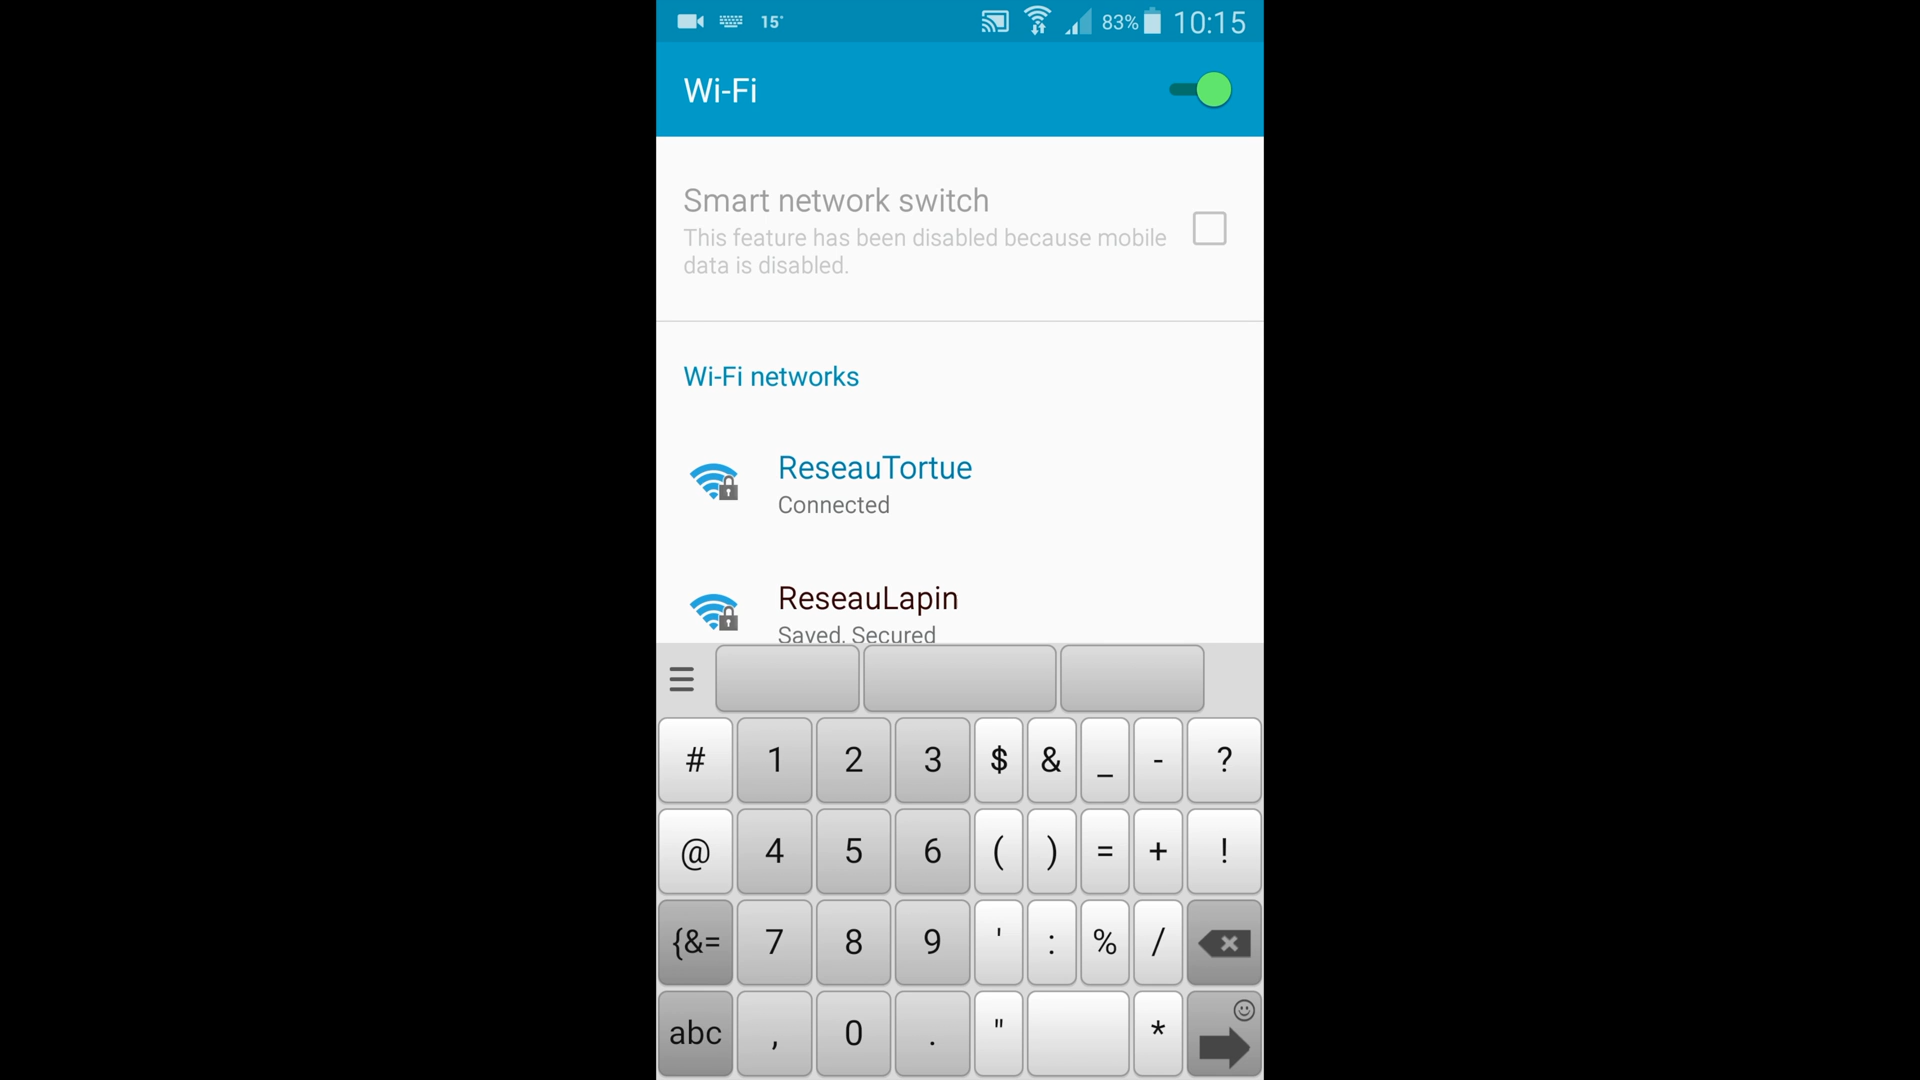 15° 83% 10:15
Wi-Fi
Smart network switch
This feature has been disabled because mobile
data is disabled.
Wi-Fi networks
ReseauTortue
Connected
ReseauLapin
Saved, Secured
# 1 2 3 $ & _ - ?
@ 4 5 6 ( ) = + !
{&= 7 8 9 ' : % /
abc , 0 . " *